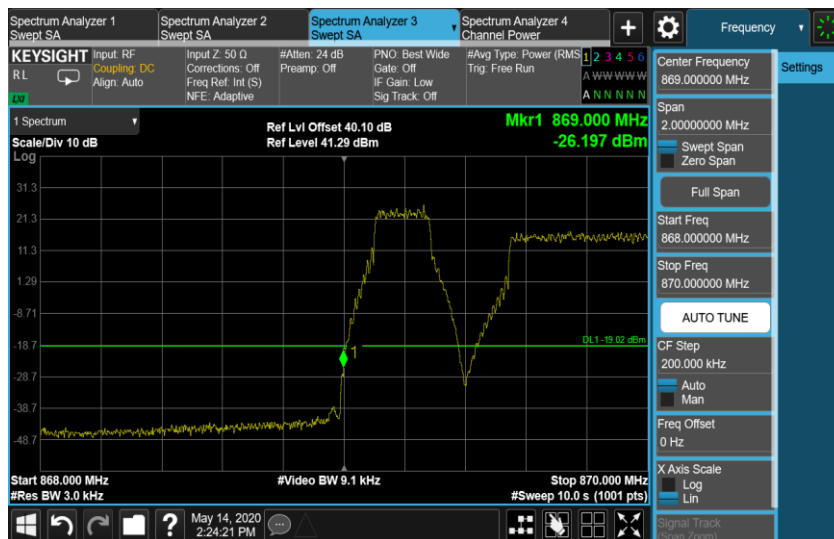 Spectrum Analyzer 1
Swept SA
Spectrum Analyzer 2
Swept SA
Spectrum Analyzer 3
Swept SA
Spectrum Analyzer 4
Channel Power
+
Frequency
KEYSIGHT
R L
LXI
Input: RF
Coupling: DC
Align: Auto
Input Z: 50 Ω
Corrections: Off
Freq Ref: Int (S)
NFE: Adaptive
#Atten: 24 dB
Preamp: Off
PNO: Best Wide
Gate: Off
IF Gain: Low
Sig Track: Off
#Avg Type: Power (RMS
Trig: Free Run
1 2 3 4 5 6
A W W W W W
A N N N N N
1 Spectrum
Scale/Div 10 dB
Log
Ref Lvl Offset 40.10 dB
Ref Level 41.29 dBm
Mkr1 869.000 MHz
-26.197 dBm
31.3
21.3
11.3
1.29
-8.71
-18.7
-28.7
-38.7
-48.7
1
DL1 -19.02 dBm
Start 868.000 MHz
#Res BW 3.0 kHz
#Video BW 9.1 kHz
Stop 870.000 MHz
#Sweep 10.0 s (1001 pts)
?
May 14, 2020
2:24:21 PM
Center Frequency
869.000000 MHz
Span
2.00000000 MHz
Swept Span
Zero Span
Full Span
Start Freq
868.000000 MHz
Stop Freq
870.000000 MHz
AUTO TUNE
CF Step
200.000 kHz
Auto
Man
Freq Offset
0 Hz
X Axis Scale
Log
Lin
Signal Track
(Span Zoom)
Settings